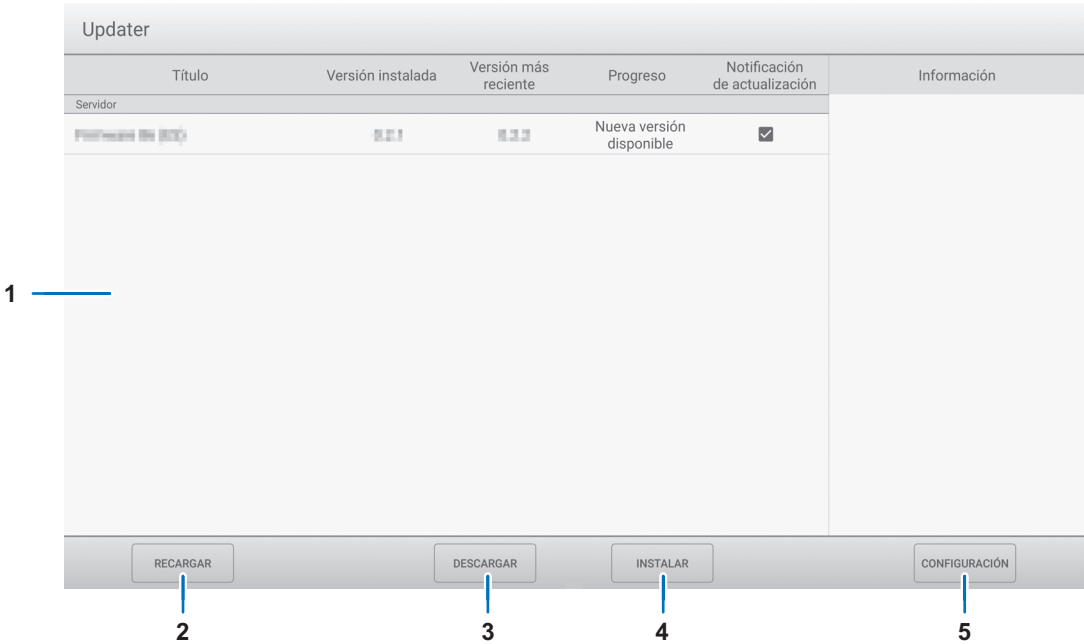 Updater
Título
Versión instalada
Versión más
reciente
Progreso
Notificación
de actualización
Información
Servidor
Nueva versión
disponible
1
RECARGAR
DESCARGAR
INSTALAR
CONFIGURACIÓN
2
3
4
5